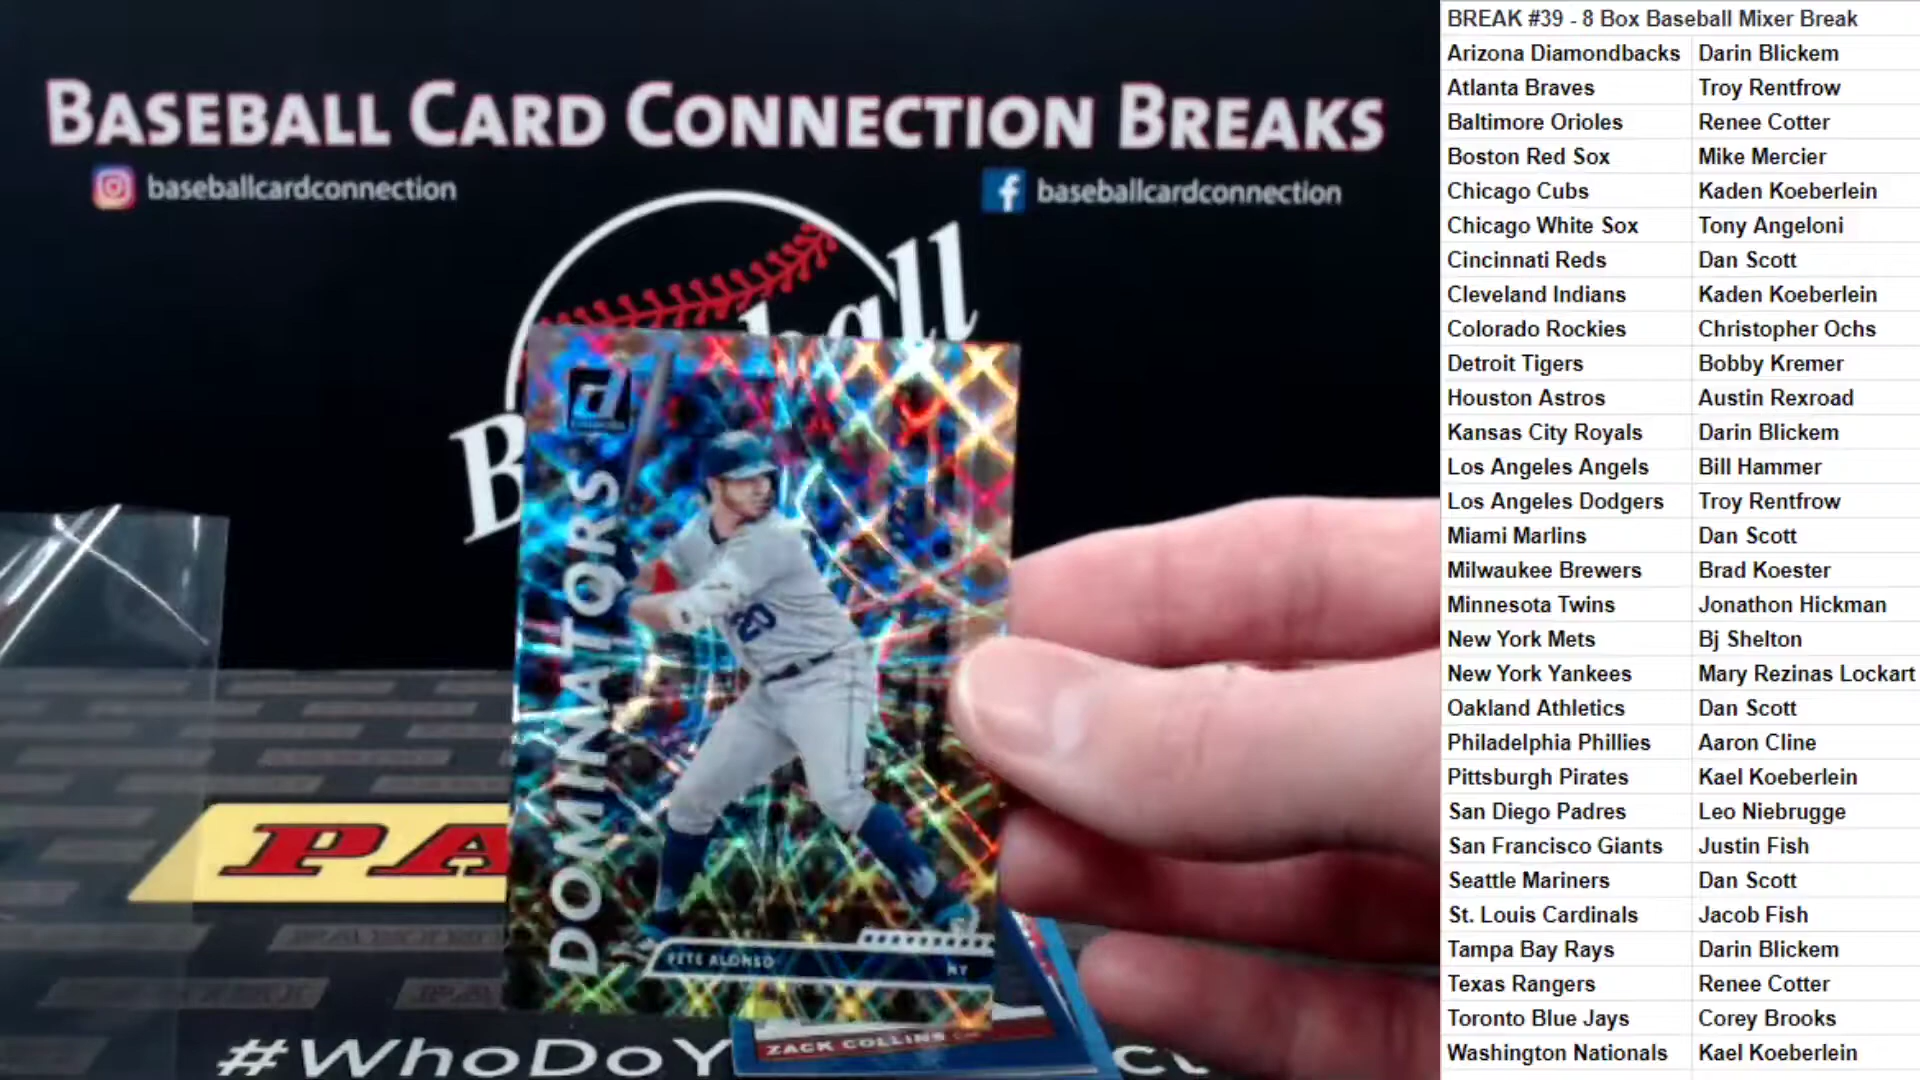 BASEBALL CARD CONNECTION BREAKS
baseballcardconnection
baseballcardconnection
DOMINATORS
20
PETE ALONSO
NY
ZACK COLLINS
#WhoDoY
BREAK #39 - 8 Box Baseball Mixer Break
Arizona Diamondbacks Darin Blickem
Atlanta Braves Troy Rentfrow
Baltimore Orioles Renee Cotter
Boston Red Sox Mike Mercier
Chicago Cubs Kaden Koeberlein
Chicago White Sox Tony Angeloni
Cincinnati Reds Dan Scott
Cleveland Indians Kaden Koeberlein
Colorado Rockies Christopher Ochs
Detroit Tigers Bobby Kremer
Houston Astros Austin Rexroad
Kansas City Royals Darin Blickem
Los Angeles Angels Bill Hammer
Los Angeles Dodgers Troy Rentfrow
Miami Marlins Dan Scott
Milwaukee Brewers Brad Koester
Minnesota Twins Jonathon Hickman
New York Mets Bj Shelton
New York Yankees Mary Rezinas Lockart
Oakland Athletics Dan Scott
Philadelphia Phillies Aaron Cline
Pittsburgh Pirates Kael Koeberlein
San Diego Padres Leo Niebrugge
San Francisco Giants Justin Fish
Seattle Mariners Dan Scott
St. Louis Cardinals Jacob Fish
Tampa Bay Rays Darin Blickem
Texas Rangers Renee Cotter
Toronto Blue Jays Corey Brooks
Washington Nationals Kael Koeberlein